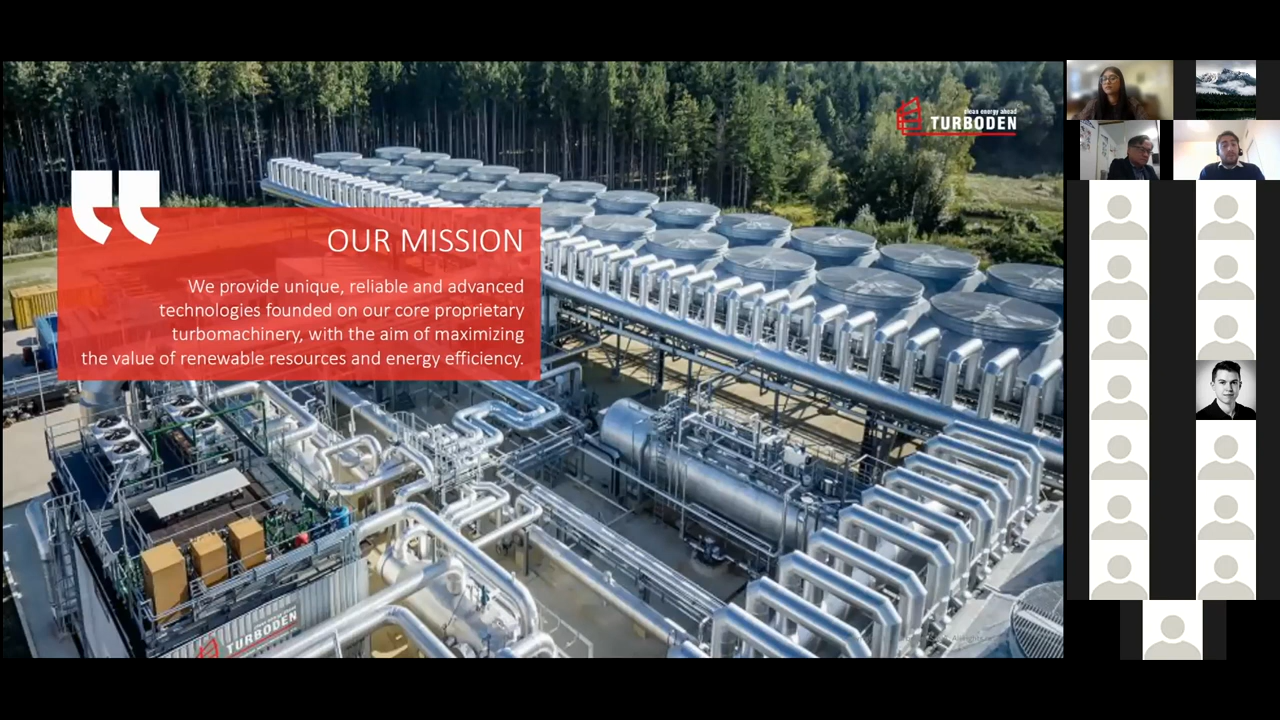 clean energy ahead
TURBODEN
OUR MISSION
We provide unique, reliable and advanced
technologies founded on our core proprietary
turbomachinery, with the aim of maximizing
the value of renewable resources and energy efficiency.
TURBODEN